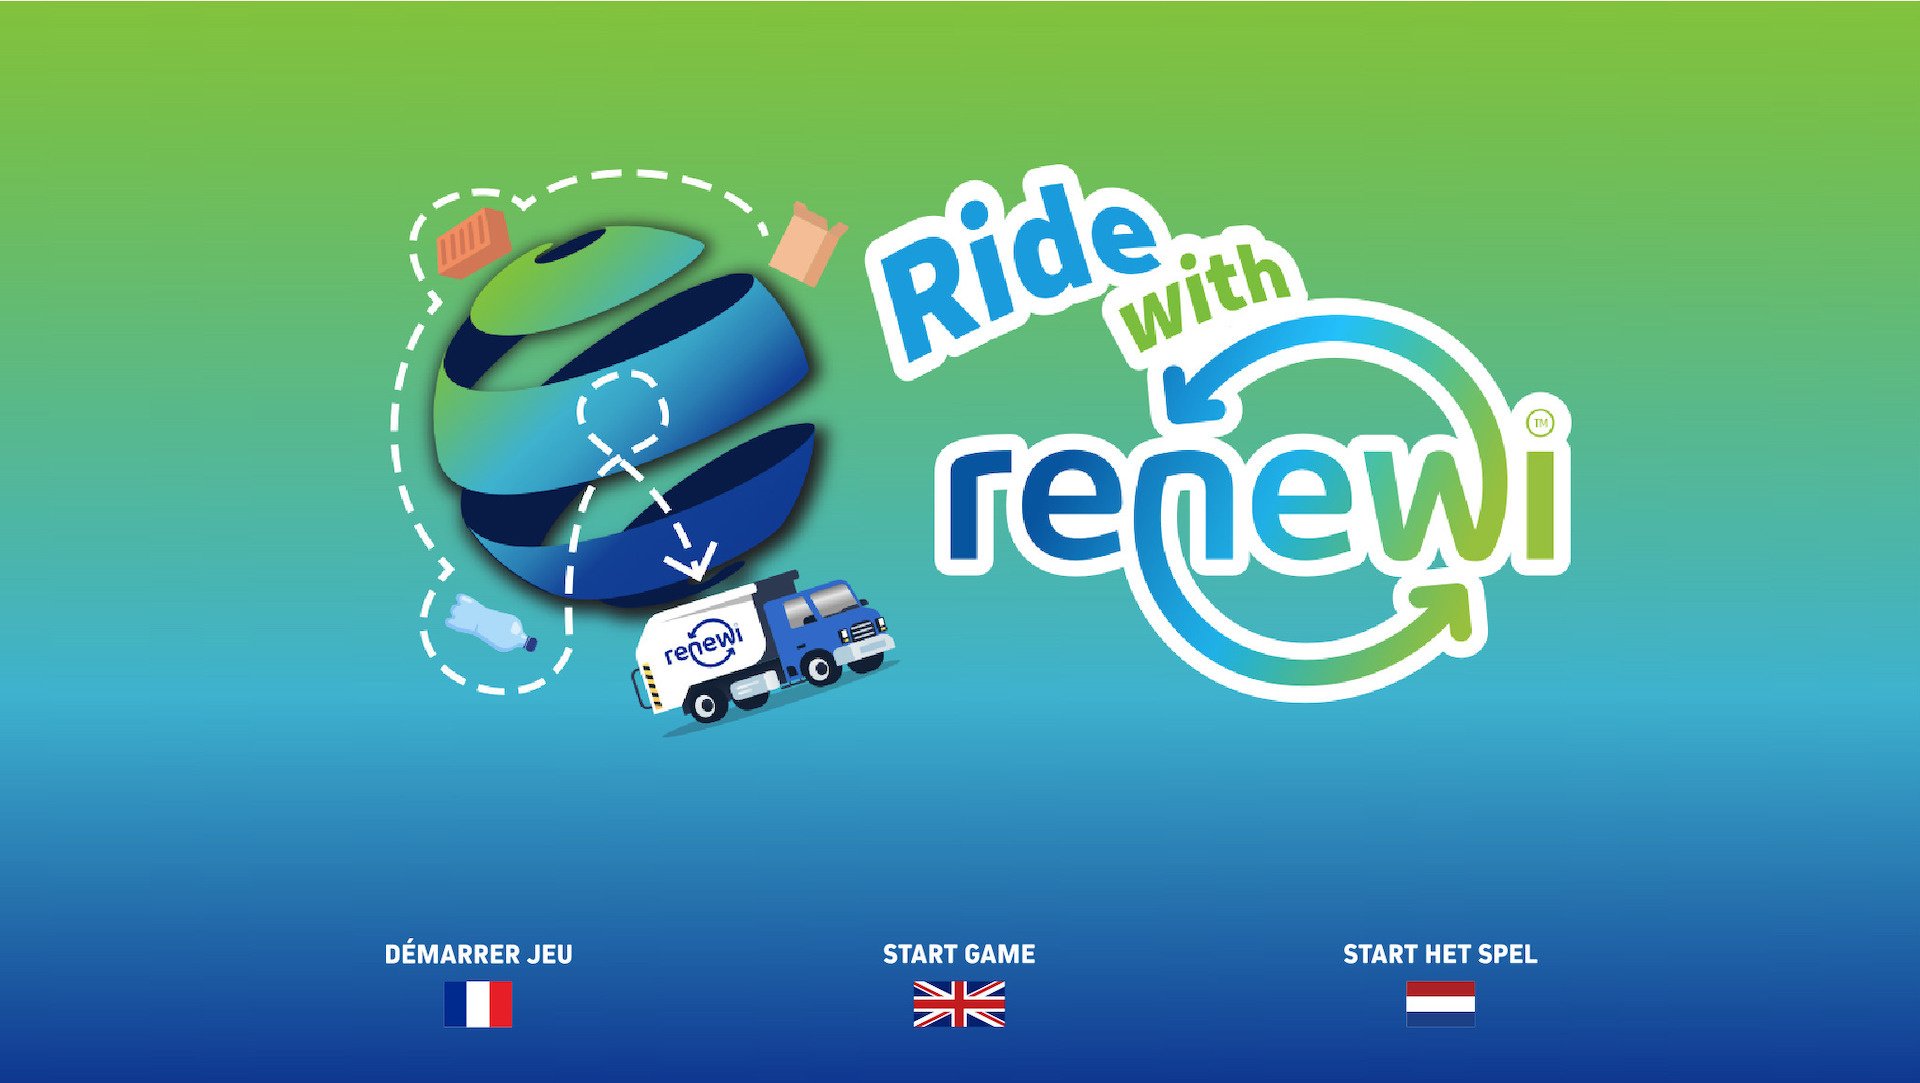 Ride
with
renewi
TM
renewi
DÉMARRER JEU
START GAME
START HET SPEL